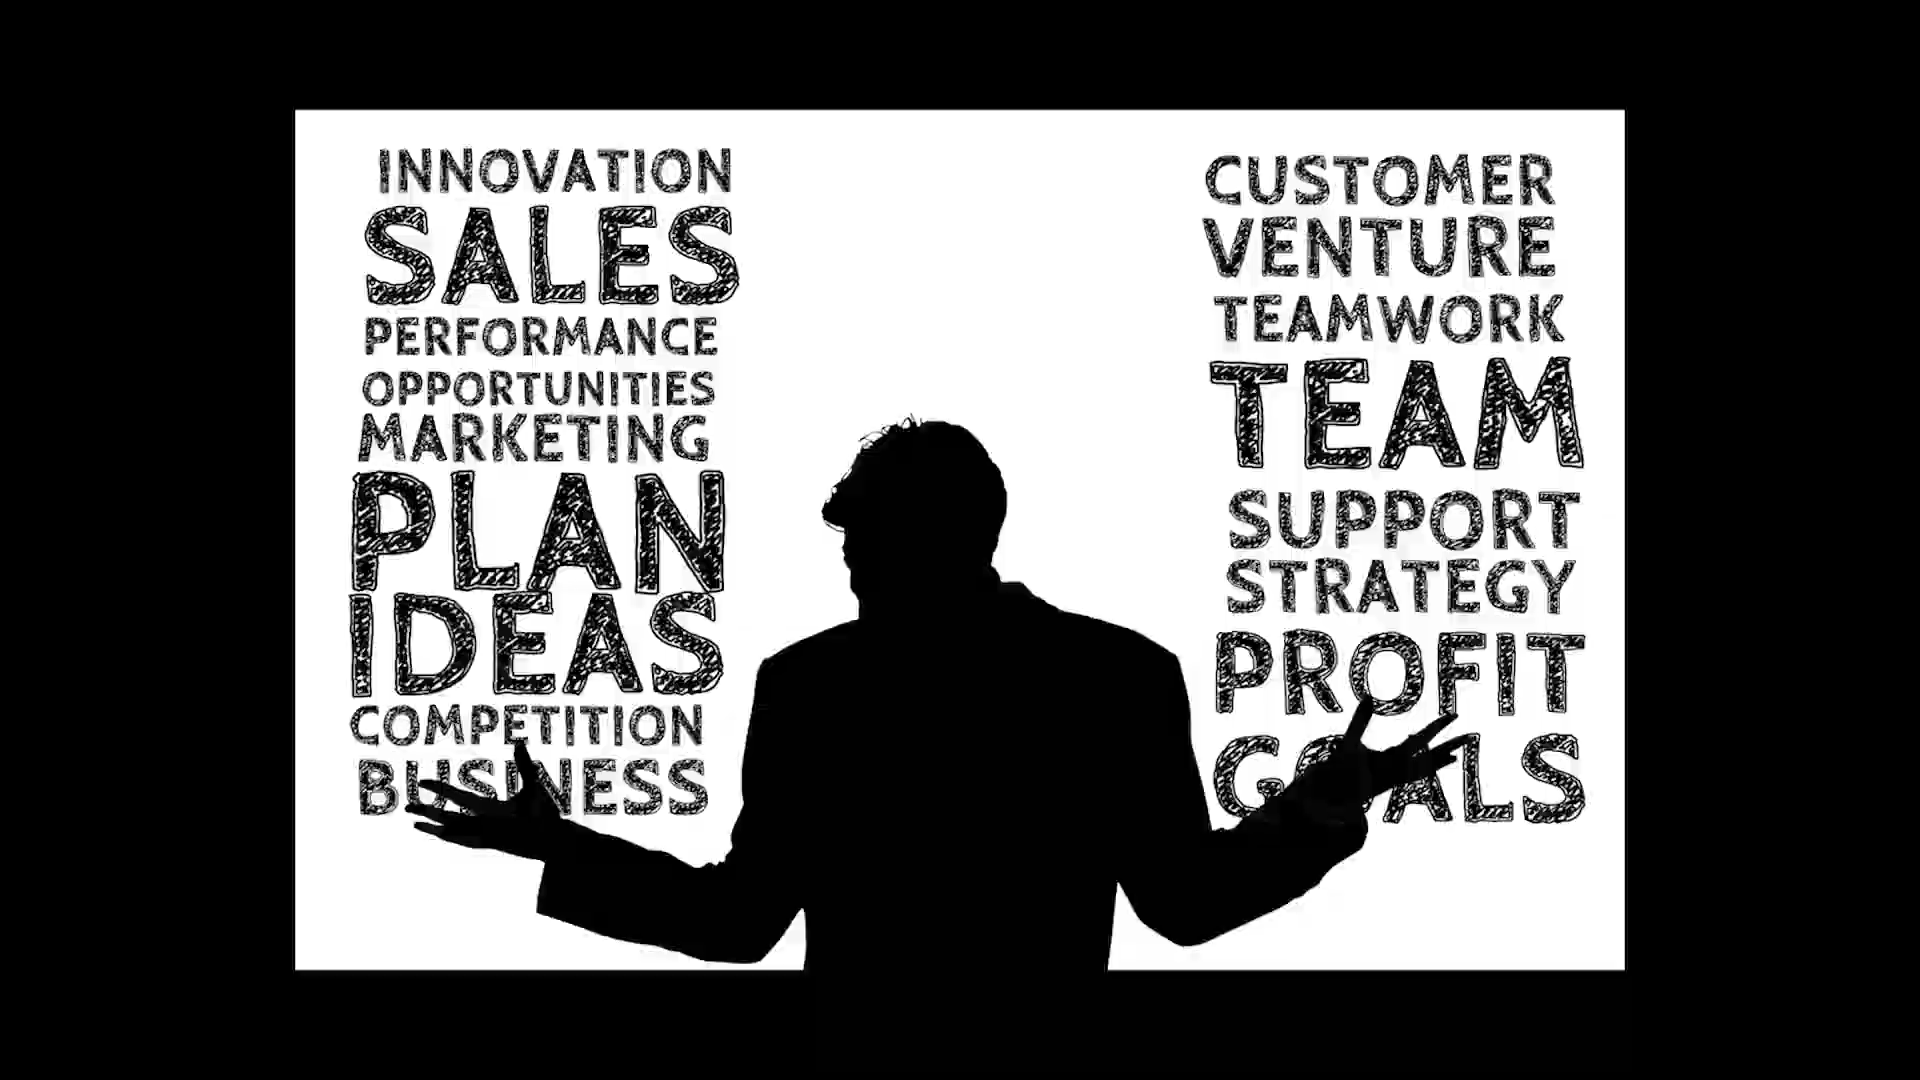 INNOVATION
SALES
PERFORMANCE
OPPORTUNITIES
MARKETING
PLAN
IDEAS
COMPETITION
BUSINESS
CUSTOMER
VENTURE
TEAMWORK
TEAM
SUPPORT
STRATEGY
PROFIT
GOALS